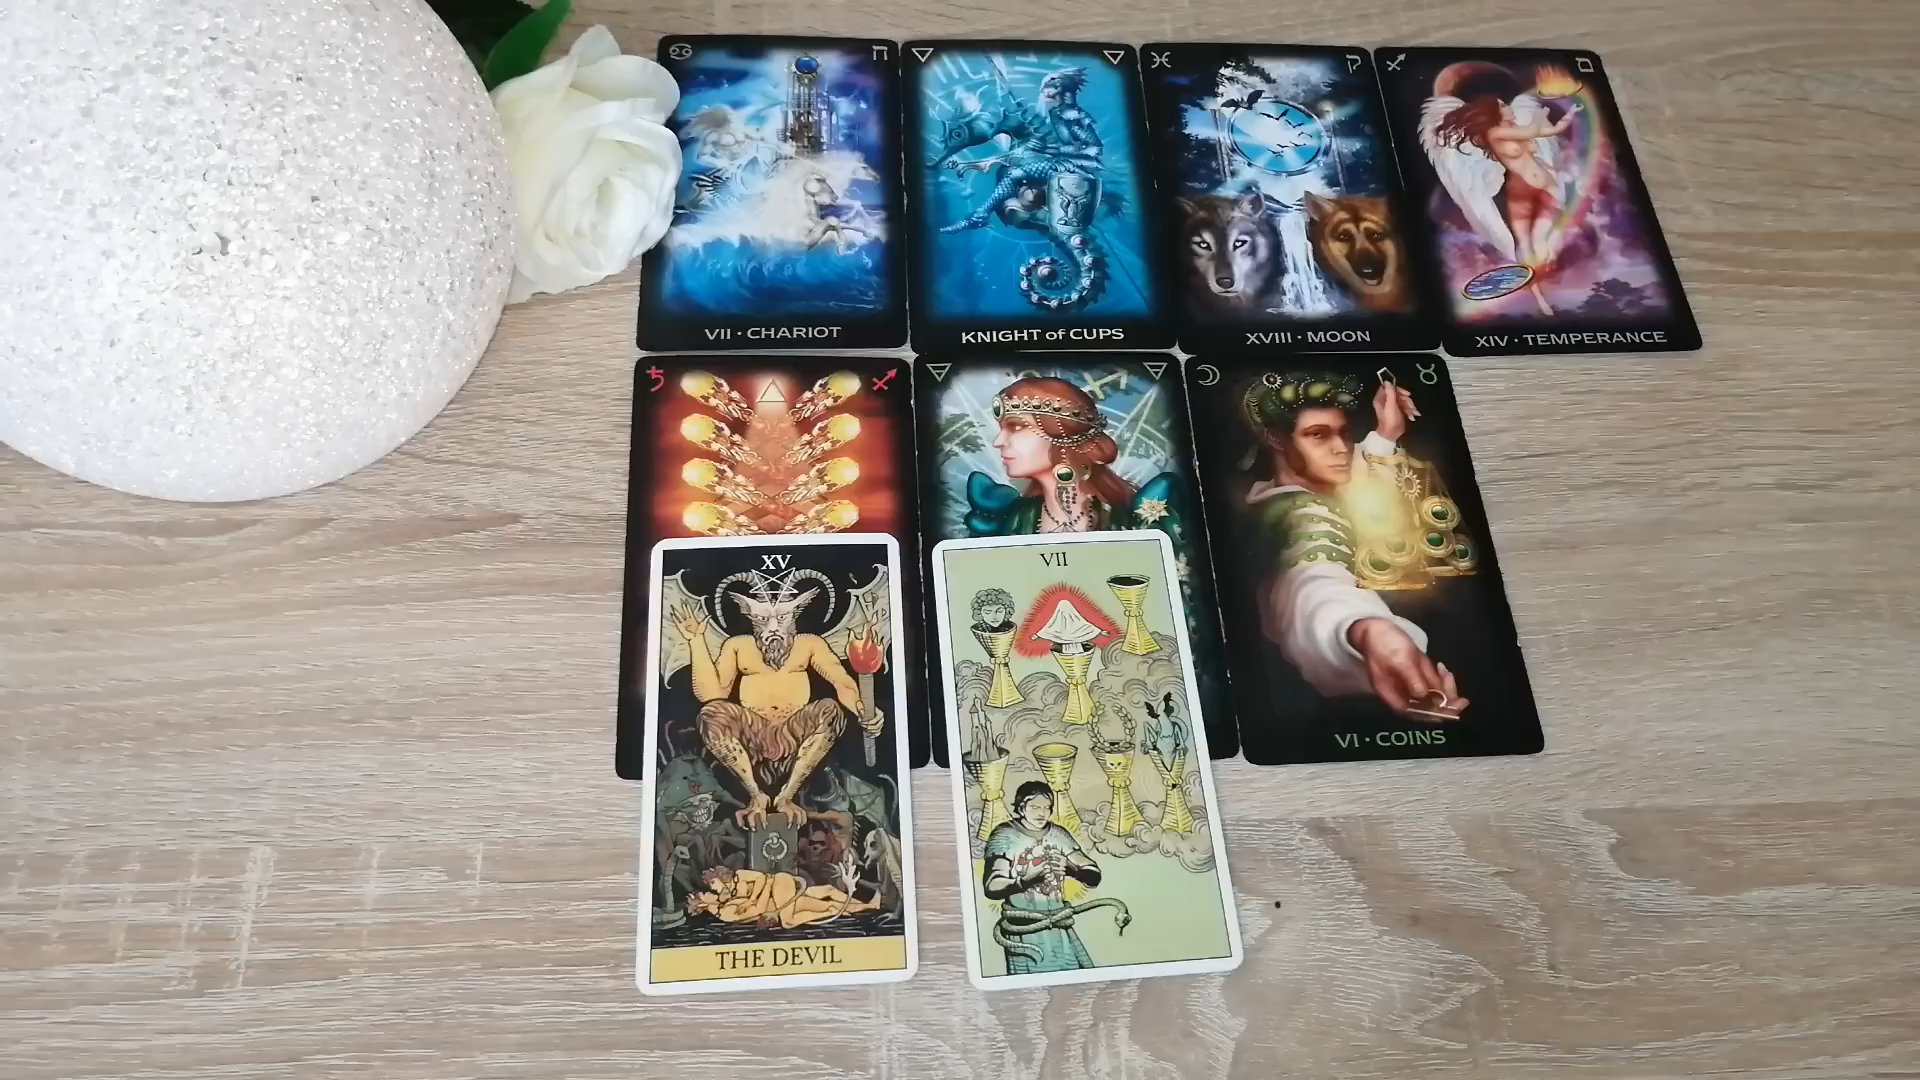 VII · CHARIOT
KNIGHT of CUPS
XVIII · MOON
XIV · TEMPERANCE
VI · COINS
XV
THE DEVIL
VII